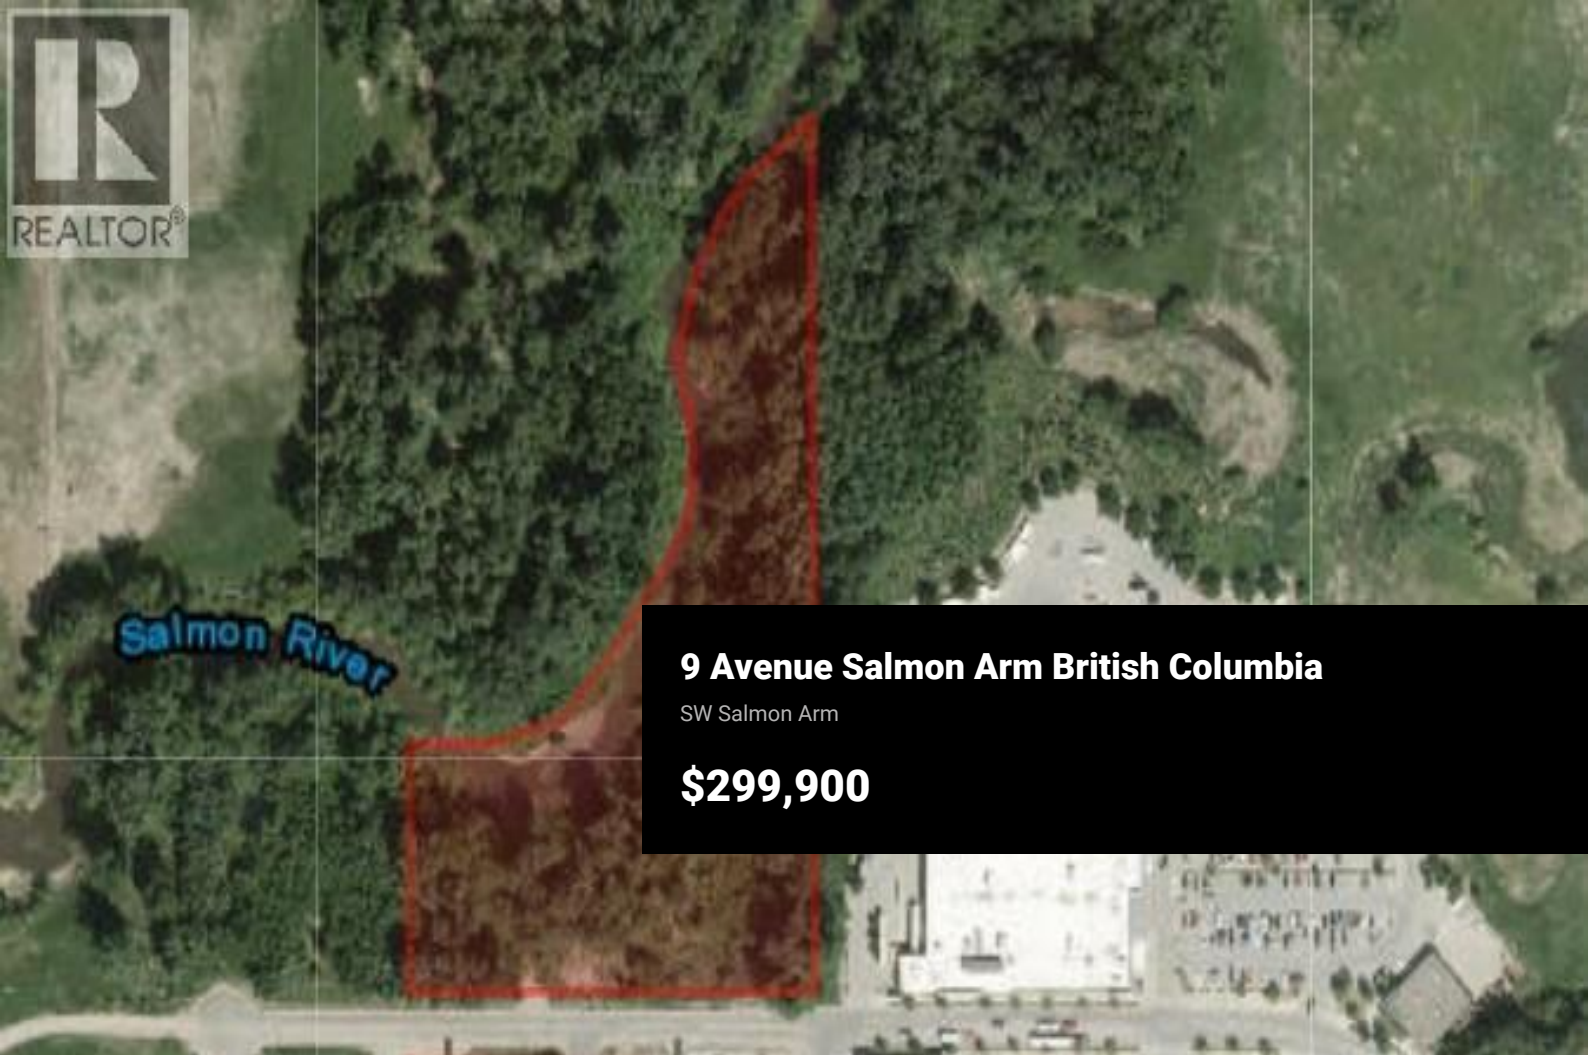 R
REALTOR®
Salmon River
9 Avenue Salmon Arm British Columbia
SW Salmon Arm
$299,900